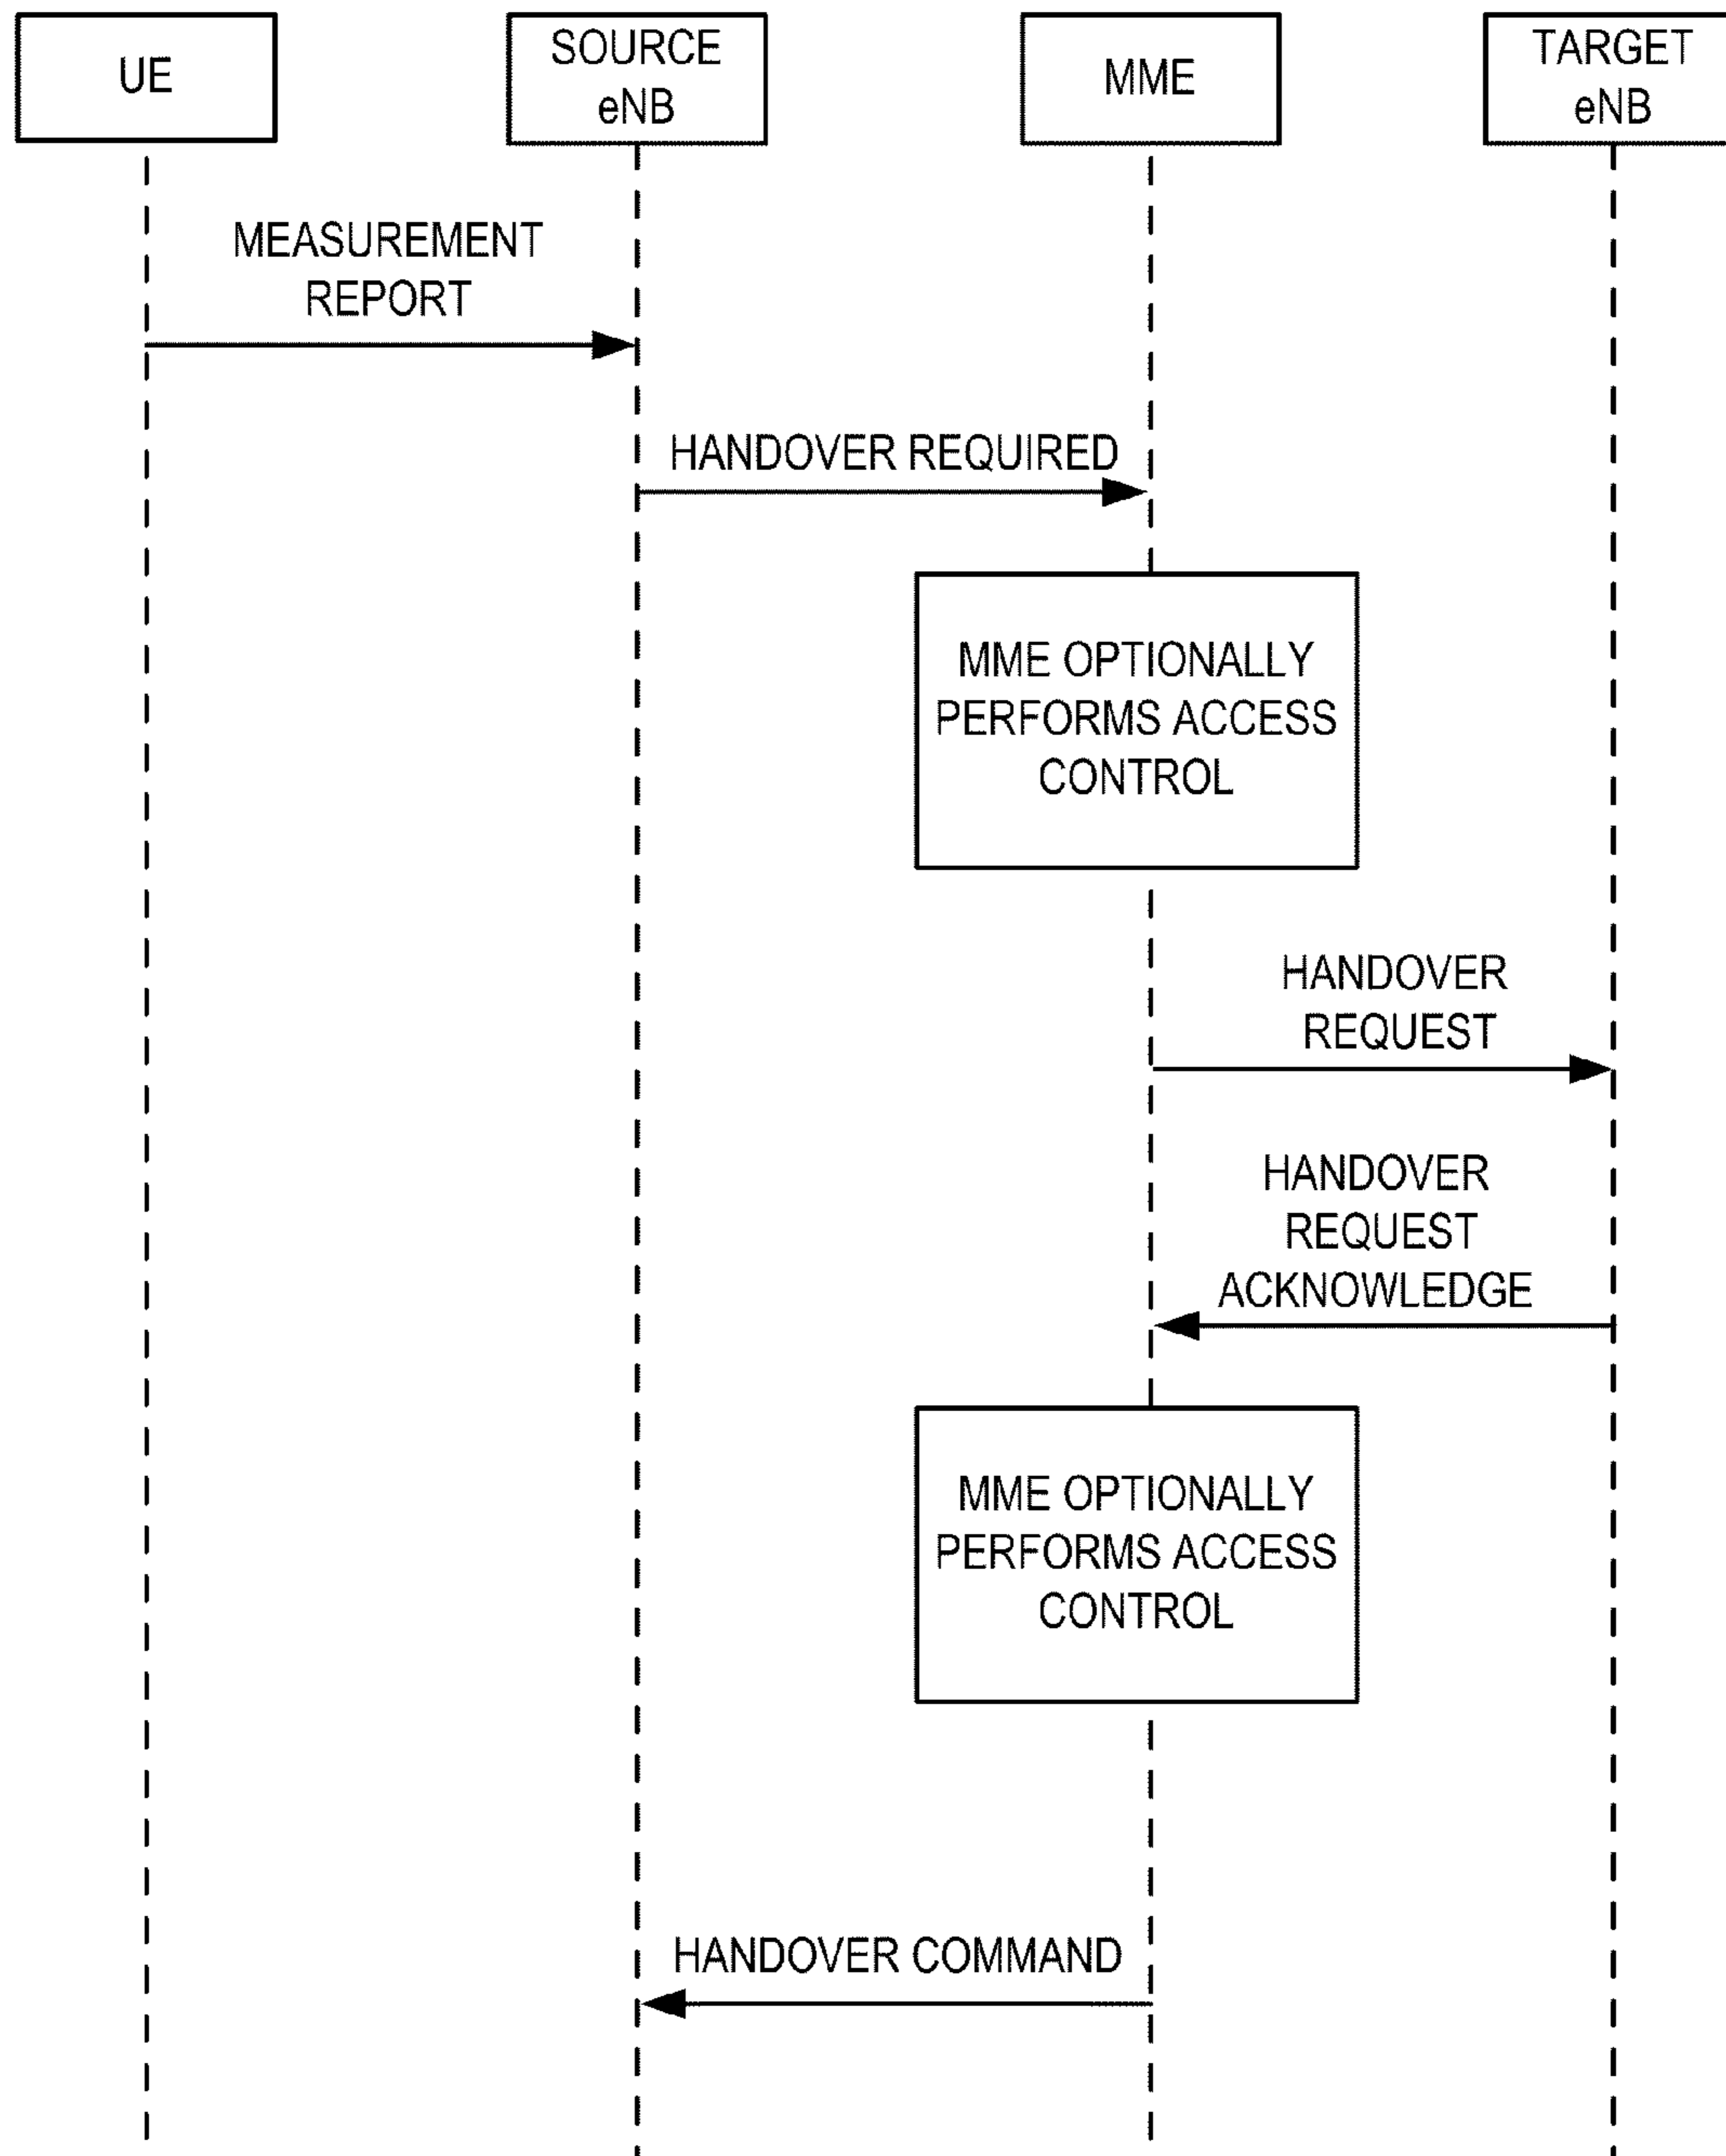 UE
SOURCE
eNB
MME
TARGET
eNB
MEASUREMENT
REPORT
HANDOVER REQUIRED
MME OPTIONALLY
PERFORMS ACCESS
CONTROL
HANDOVER
REQUEST
HANDOVER
REQUEST
ACKNOWLEDGE
MME OPTIONALLY
PERFORMS ACCESS
CONTROL
HANDOVER COMMAND